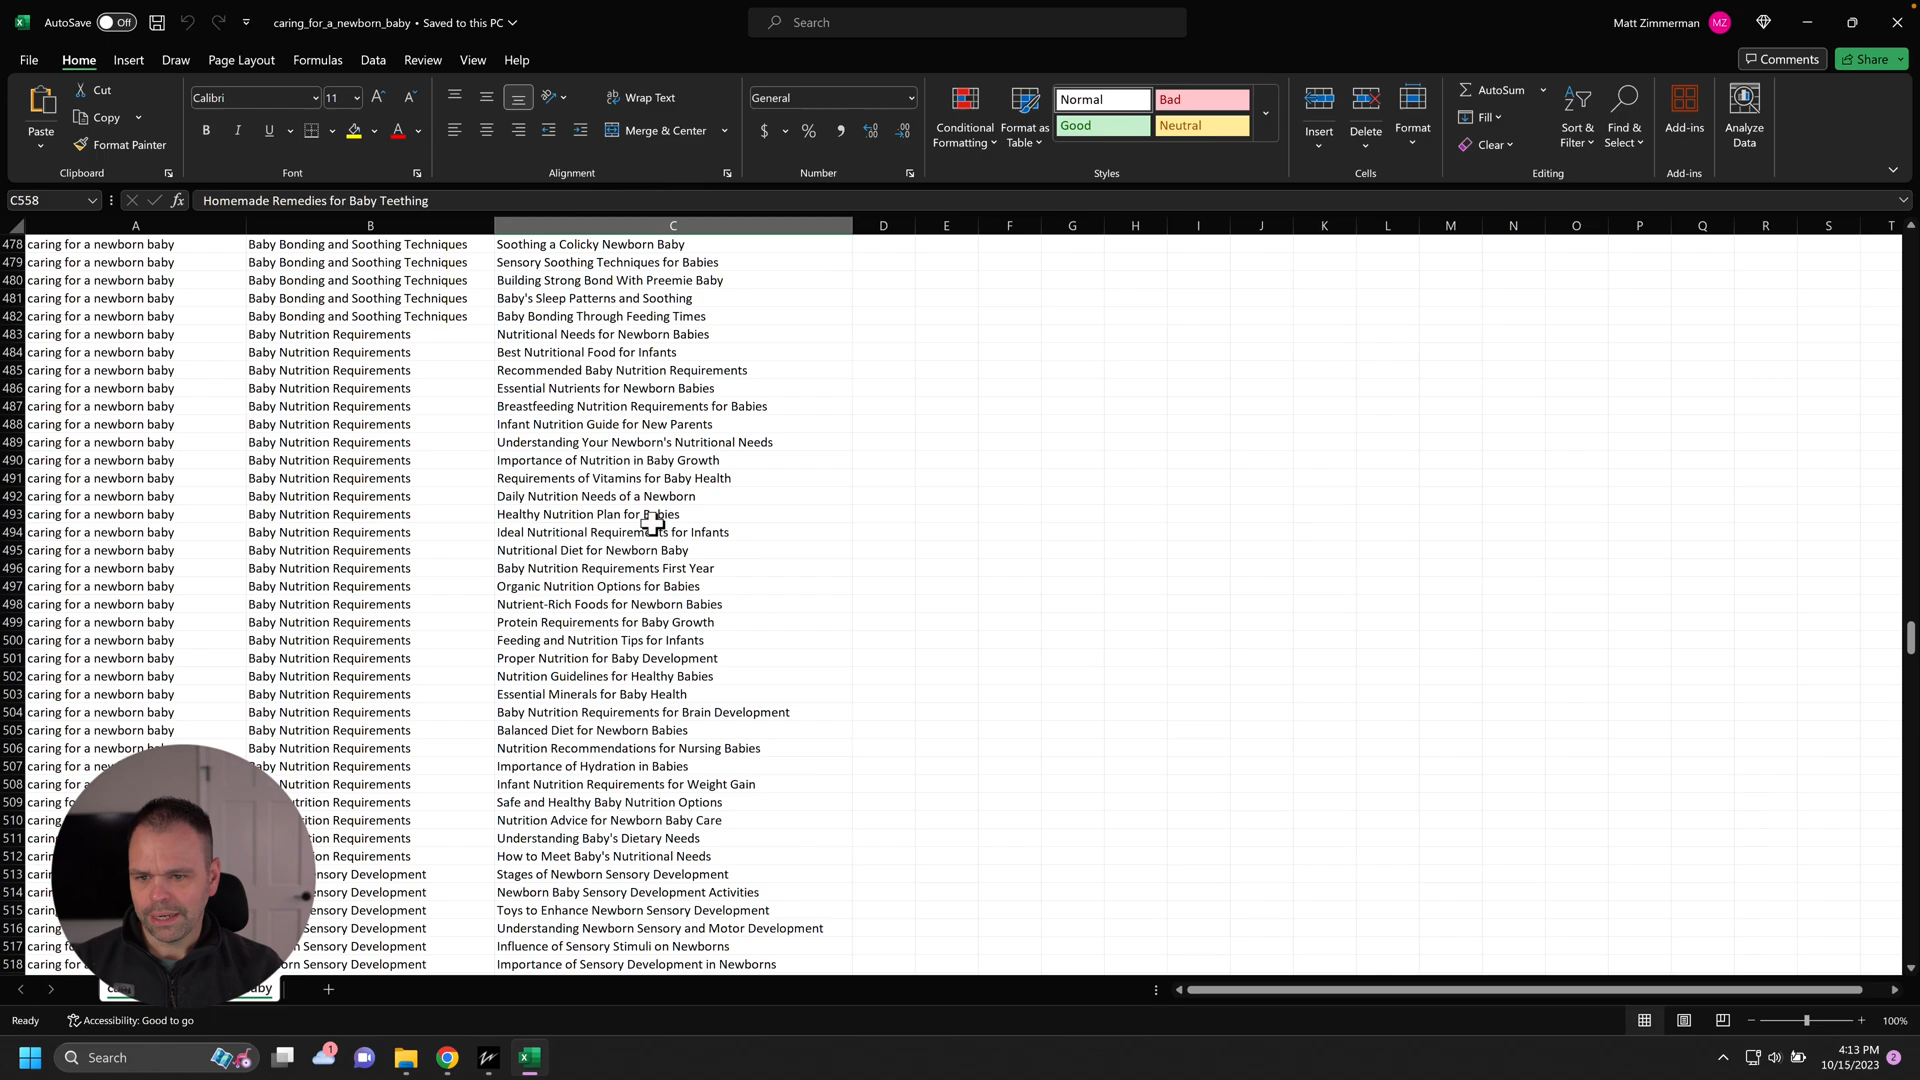 AutoSave Off caring_for_a_newborn_baby • Saved to this PC Search Matt Zimmerman MZ
File Home Insert Draw Page Layout Formulas Data Review View Help Comments Share
Paste Cut Copy Format Painter Clipboard
Calibri 11 B I U A A A Font
Wrap Text Merge & Center Alignment
General $ % Number
Conditional Formatting Format as Table Normal Bad Good Neutral Styles
Insert Delete Format Cells
AutoSum Fill Clear Sort & Filter Find & Select Editing
Add-ins Add-ins
Analyze Data
C558 fx Homemade Remedies for Baby Teething
A B C D E F G H I J K L M N O P Q R S T
478 caring for a newborn baby Baby Bonding and Soothing Techniques Soothing a Colicky Newborn Baby
479 caring for a newborn baby Baby Bonding and Soothing Techniques Sensory Soothing Techniques for Babies
480 caring for a newborn baby Baby Bonding and Soothing Techniques Building Strong Bond With Preemie Baby
481 caring for a newborn baby Baby Bonding and Soothing Techniques Baby's Sleep Patterns and Soothing
482 caring for a newborn baby Baby Bonding and Soothing Techniques Baby Bonding Through Feeding Times
483 caring for a newborn baby Baby Nutrition Requirements Nutritional Needs for Newborn Babies
484 caring for a newborn baby Baby Nutrition Requirements Best Nutritional Food for Infants
485 caring for a newborn baby Baby Nutrition Requirements Recommended Baby Nutrition Requirements
486 caring for a newborn baby Baby Nutrition Requirements Essential Nutrients for Newborn Babies
487 caring for a newborn baby Baby Nutrition Requirements Breastfeeding Nutrition Requirements for Babies
488 caring for a newborn baby Baby Nutrition Requirements Infant Nutrition Guide for New Parents
489 caring for a newborn baby Baby Nutrition Requirements Understanding Your Newborn's Nutritional Needs
490 caring for a newborn baby Baby Nutrition Requirements Importance of Nutrition in Baby Growth
491 caring for a newborn baby Baby Nutrition Requirements Requirements of Vitamins for Baby Health
492 caring for a newborn baby Baby Nutrition Requirements Daily Nutrition Needs of a Newborn
493 caring for a newborn baby Baby Nutrition Requirements Healthy Nutrition Plan for Babies
494 caring for a newborn baby Baby Nutrition Requirements Ideal Nutritional Requirements for Infants
495 caring for a newborn baby Baby Nutrition Requirements Nutritional Diet for Newborn Baby
496 caring for a newborn baby Baby Nutrition Requirements Baby Nutrition Requirements First Year
497 caring for a newborn baby Baby Nutrition Requirements Organic Nutrition Options for Babies
498 caring for a newborn baby Baby Nutrition Requirements Nutrient-Rich Foods for Newborn Babies
499 caring for a newborn baby Baby Nutrition Requirements Protein Requirements for Baby Growth
500 caring for a newborn baby Baby Nutrition Requirements Feeding and Nutrition Tips for Infants
501 caring for a newborn baby Baby Nutrition Requirements Proper Nutrition for Baby Development
502 caring for a newborn baby Baby Nutrition Requirements Nutrition Guidelines for Healthy Babies
503 caring for a newborn baby Baby Nutrition Requirements Essential Minerals for Baby Health
504 caring for a newborn baby Baby Nutrition Requirements Baby Nutrition Requirements for Brain Development
505 caring for a newborn baby Baby Nutrition Requirements Balanced Diet for Newborn Babies
506 caring for a newborn Baby Nutrition Requirements Nutrition Recommendations for Nursing Babies
507 caring for a Baby Nutrition Requirements Importance of Hydration in Babies
508 caring for Nutrition Requirements Infant Nutrition Requirements for Weight Gain
509 caring Requirements Safe and Healthy Baby Nutrition Options
510 caring Requirements Nutrition Advice for Newborn Baby Care
511 Requirements Understanding Baby's Dietary Needs
512 Requirements How to Meet Baby's Nutritional Needs
513 Sensory Development Stages of Newborn Sensory Development
514 Sensory Development Newborn Baby Sensory Development Activities
515 Sensory Development Toys to Enhance Newborn Sensory Development
516 Sensory Development Understanding Newborn Sensory and Motor Development
517 caring Sensory Development Influence of Sensory Stimuli on Newborns
518 caring Sensory Development Importance of Sensory Development in Newborns
Ready Accessibility: Good to go 100%
Search 1 4:13 PM
10/15/2023 2